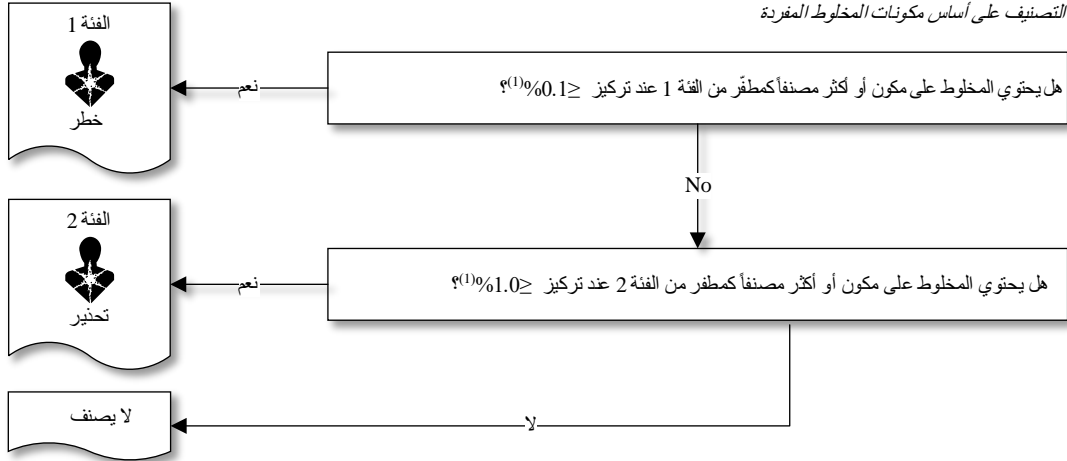 التصنيف على أساس مكونات المخلوط المفردة
الفئة 1
خطر
نعم
هل يحتوي المخلوط على مكون أو أكثر مصنفاً كمطفّر من الفئة 1 عند تركيز ≥0.1%(1)؟
No
الفئة 2
تحذير
نعم
هل يحتوي المخلوط على مكون أو أكثر مصنفاً كمطفر من الفئة 2 عند تركيز ≥1.0%(1)؟
لا يصنف
لا